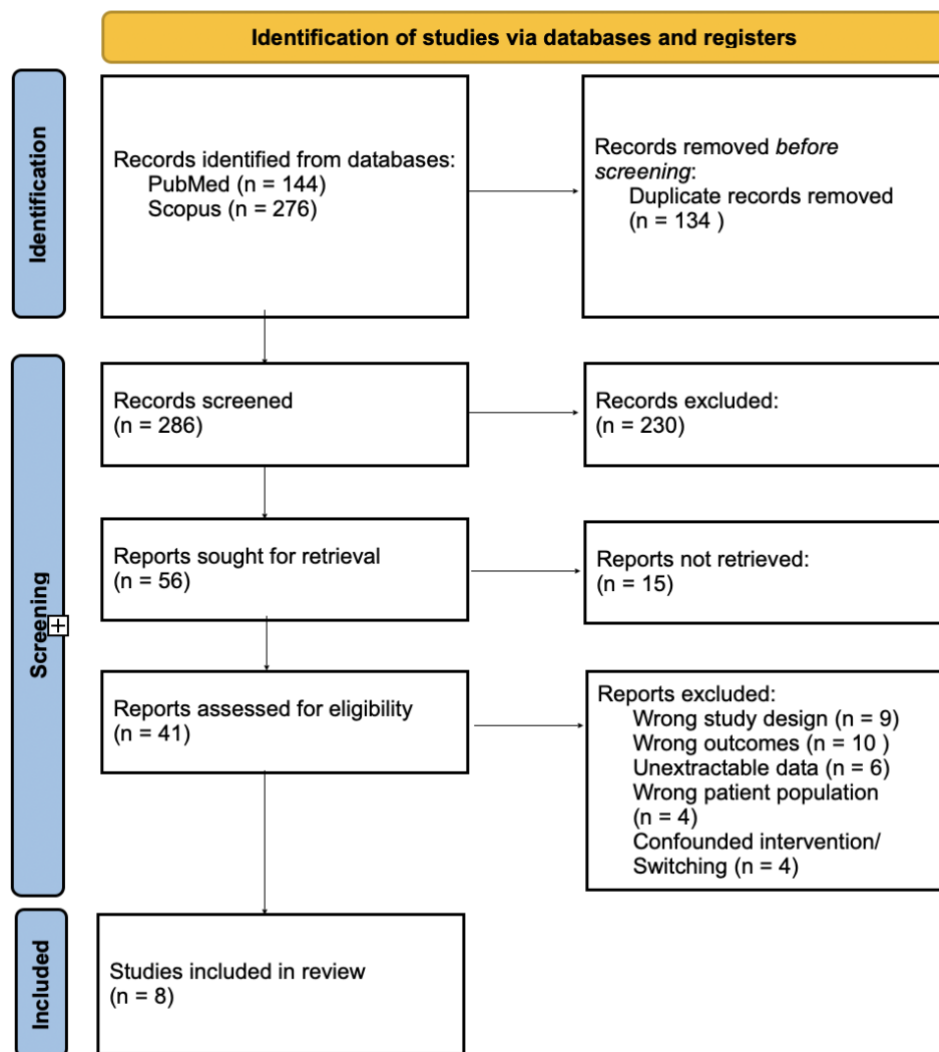 Identification of studies via databases and registers
Identification
Records identified from databases:
PubMed (n = 144)
Scopus (n = 276)
Records removed before
screening:
Duplicate records removed
(n = 134 )
Screening
Records screened
(n = 286)
Records excluded:
(n = 230)
Reports sought for retrieval
(n = 56)
Reports not retrieved:
(n = 15)
Reports assessed for eligibility
(n = 41)
Reports excluded:
Wrong study design (n = 9)
Wrong outcomes (n = 10 )
Unextractable data (n = 6)
Wrong patient population
(n = 4)
Confounded intervention/
Switching (n = 4)
Included
Studies included in review
(n = 8)